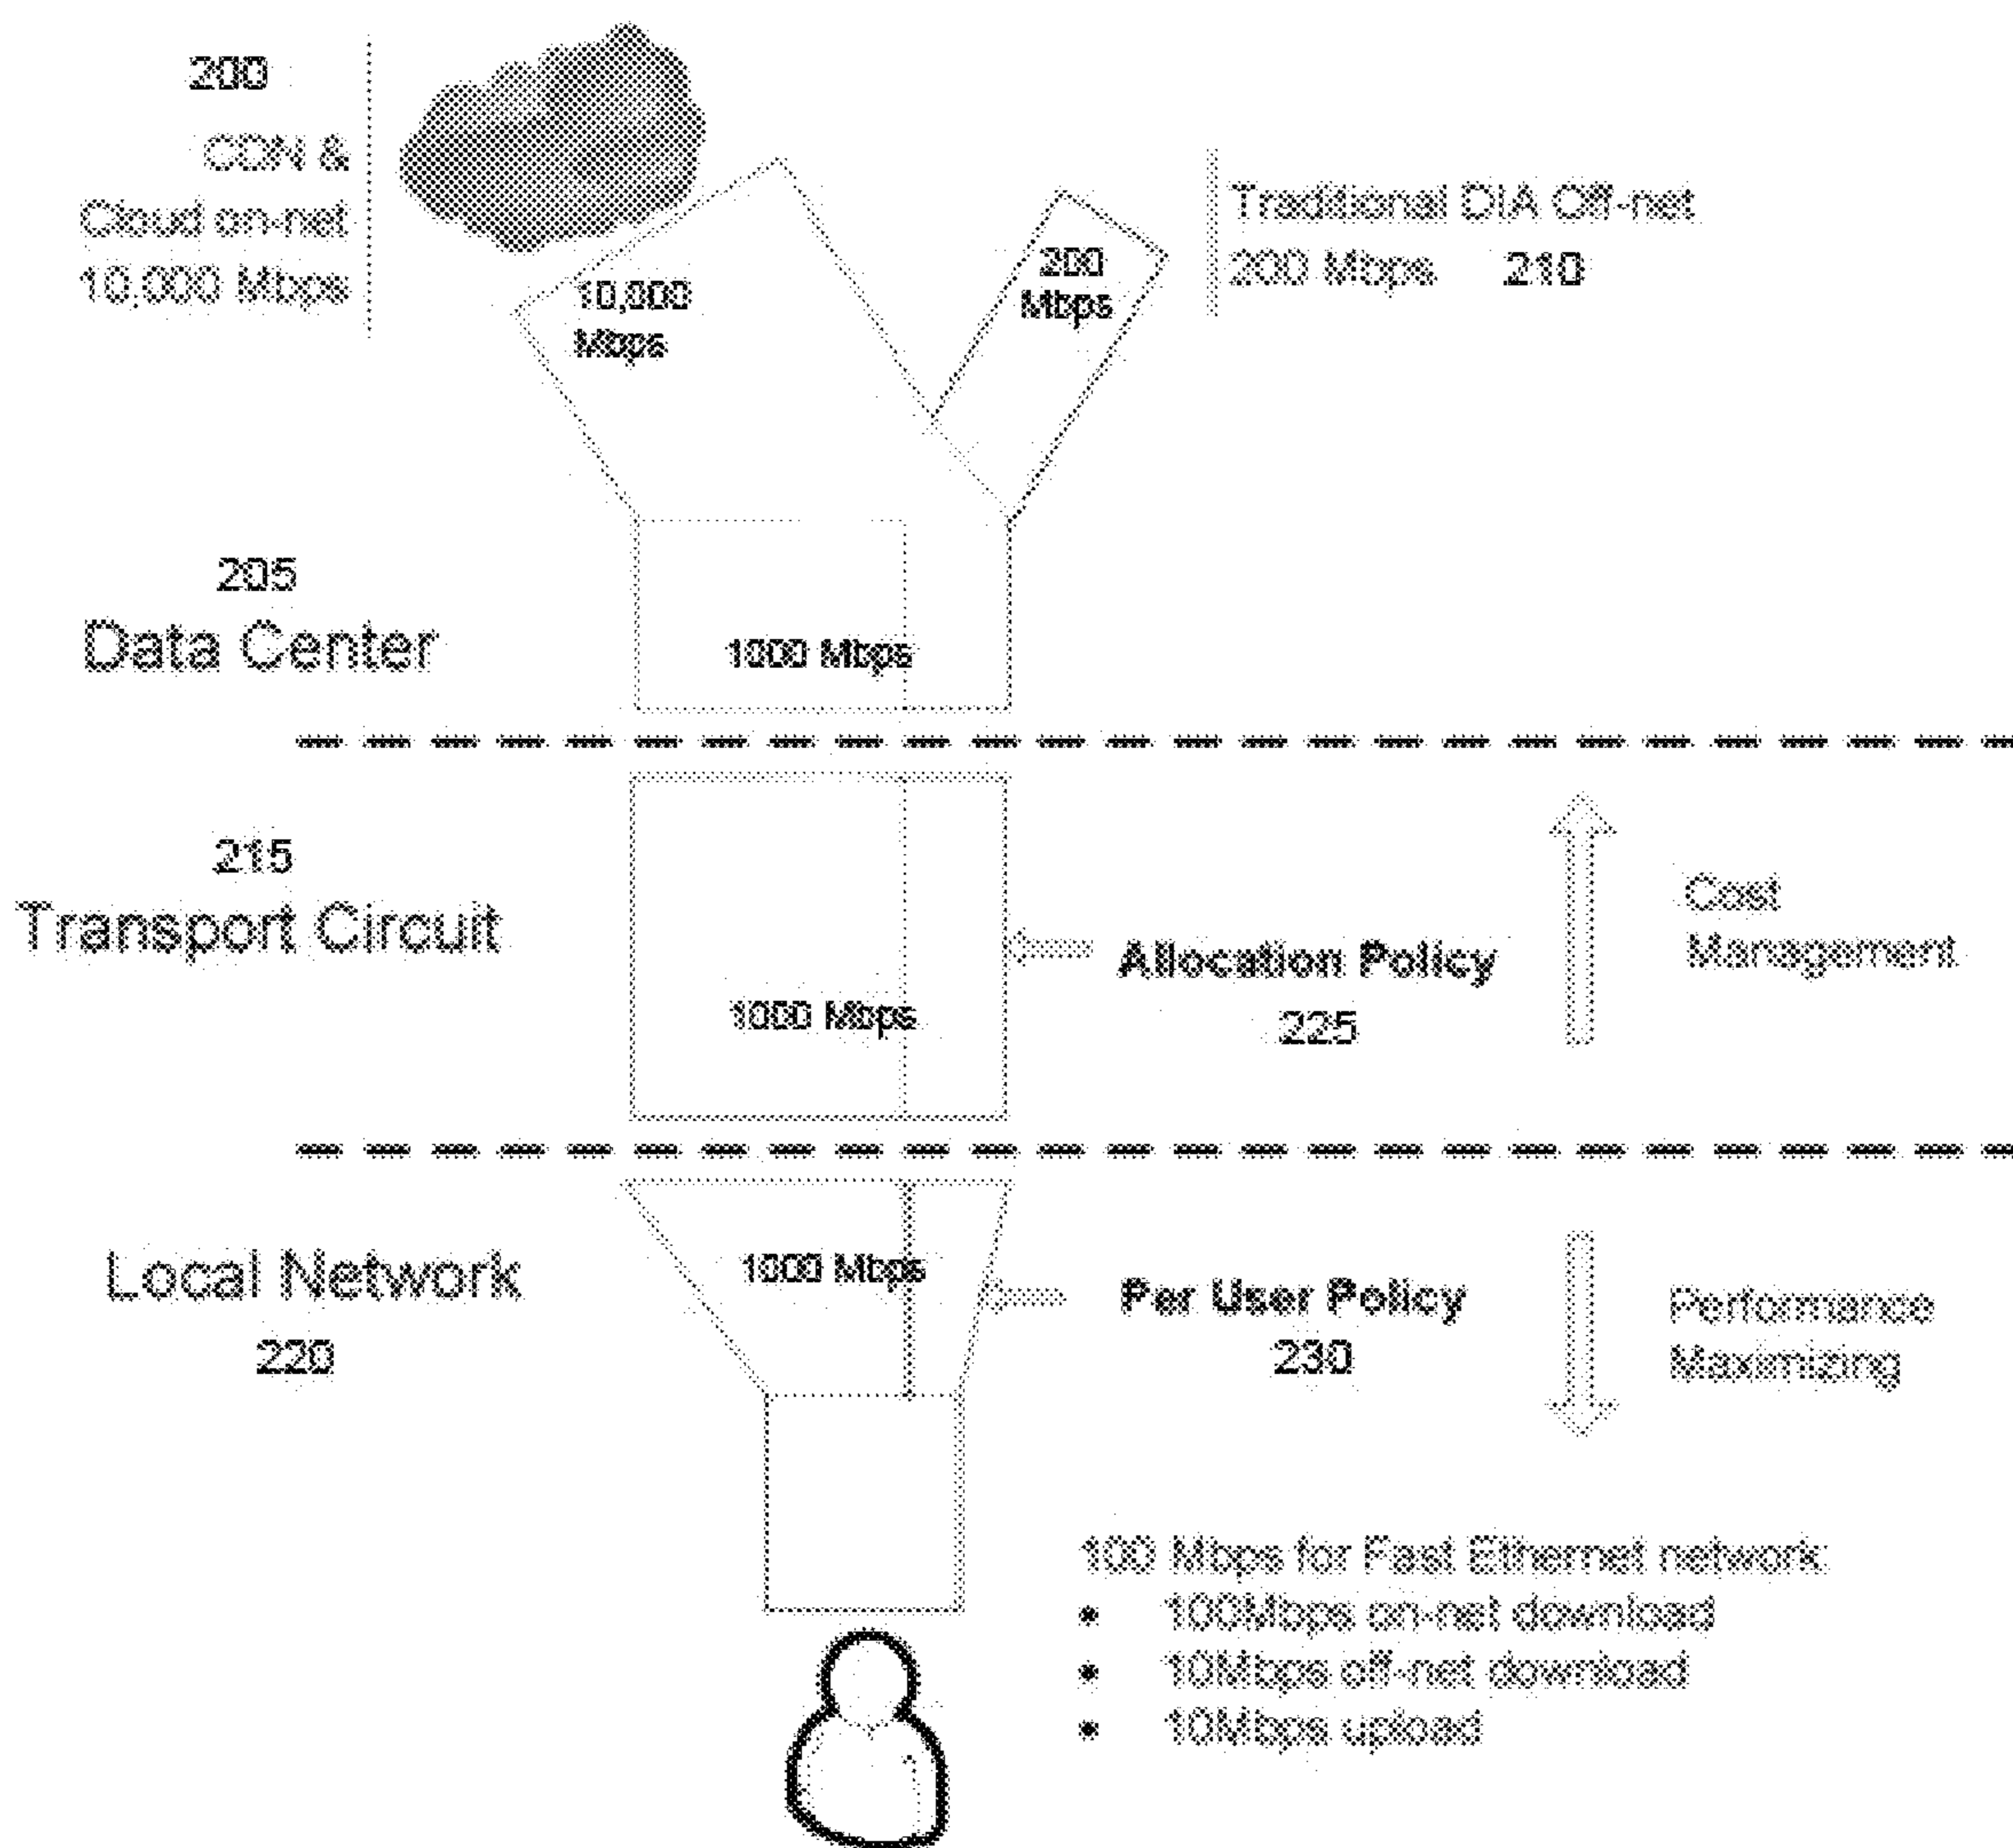 200
CDN &
Cloud on-net
10,000 Mbps
10,000
Mbps
200
Mbps
Traditional DIA Off-net
200 Mbps 210
205
Data Center
1000 Mbps
215
Transport Circuit
1000 Mbps
Allocation Policy
225
Cost
Management
Local Network
220
1000 Mbps
Per User Policy
230
Performance
Maximizing
100 Mbps for Fast Ethernet network:
• 100Mbps on-net download
• 10Mbps off-net download
• 10Mbps upload